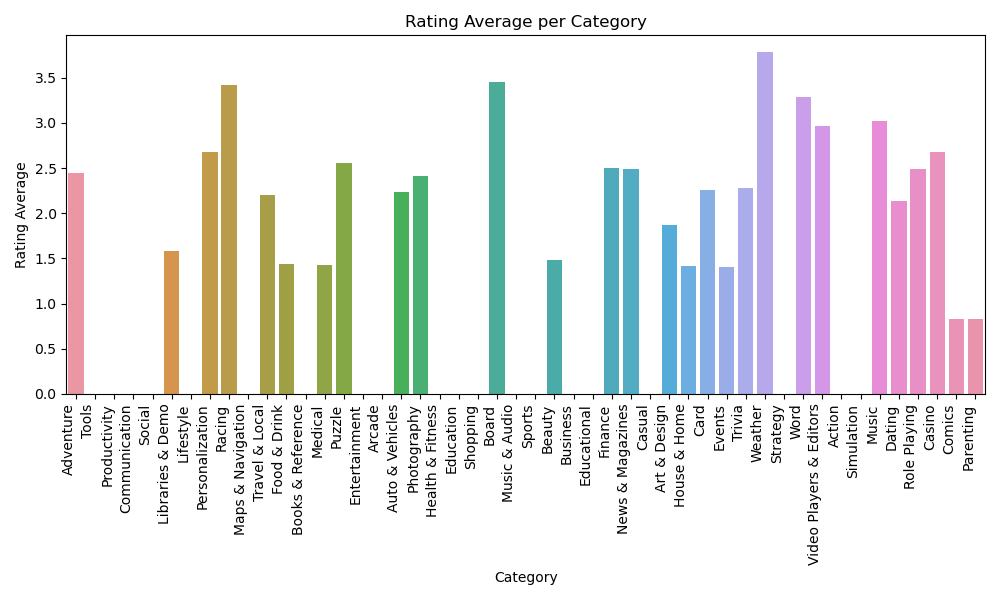 Rating Average per Category
Rating Average
3.5
3.0
2.5
2.0
1.5
1.0
0.5
0.0
Adventure
Tools
Productivity
Communication
Social
Libraries & Demo
Lifestyle
Personalization
Racing
Maps & Navigation
Travel & Local
Food & Drink
Books & Reference
Medical
Puzzle
Entertainment
Arcade
Auto & Vehicles
Photography
Health & Fitness
Education
Shopping
Board
Music & Audio
Sports
Beauty
Business
Educational
Finance
News & Magazines
Casual
Art & Design
House & Home
Card
Events
Trivia
Weather
Strategy
Word
Video Players & Editors
Action
Simulation
Music
Dating
Role Playing
Casino
Comics
Parenting
Category